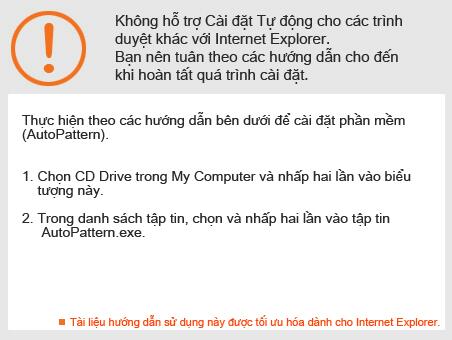 Không hỗ trợ Cài đặt Tự động cho các trình
duyệt khác với Internet Explorer.
Bạn nên tuân theo các hướng dẫn cho đến
khi hoàn tất quá trình cài đặt.
Thực hiện theo các hướng dẫn bên dưới để cài đặt phần mềm
(AutoPattern).
1. Chọn CD Drive trong My Computer và nhấp hai lần vào biểu
tượng này.
2. Trong danh sách tập tin, chọn và nhấp hai lần vào tập tin
AutoPattern.exe.
Tài liệu hướng dẫn sử dụng này được tối ưu hóa dành cho Internet Explorer.